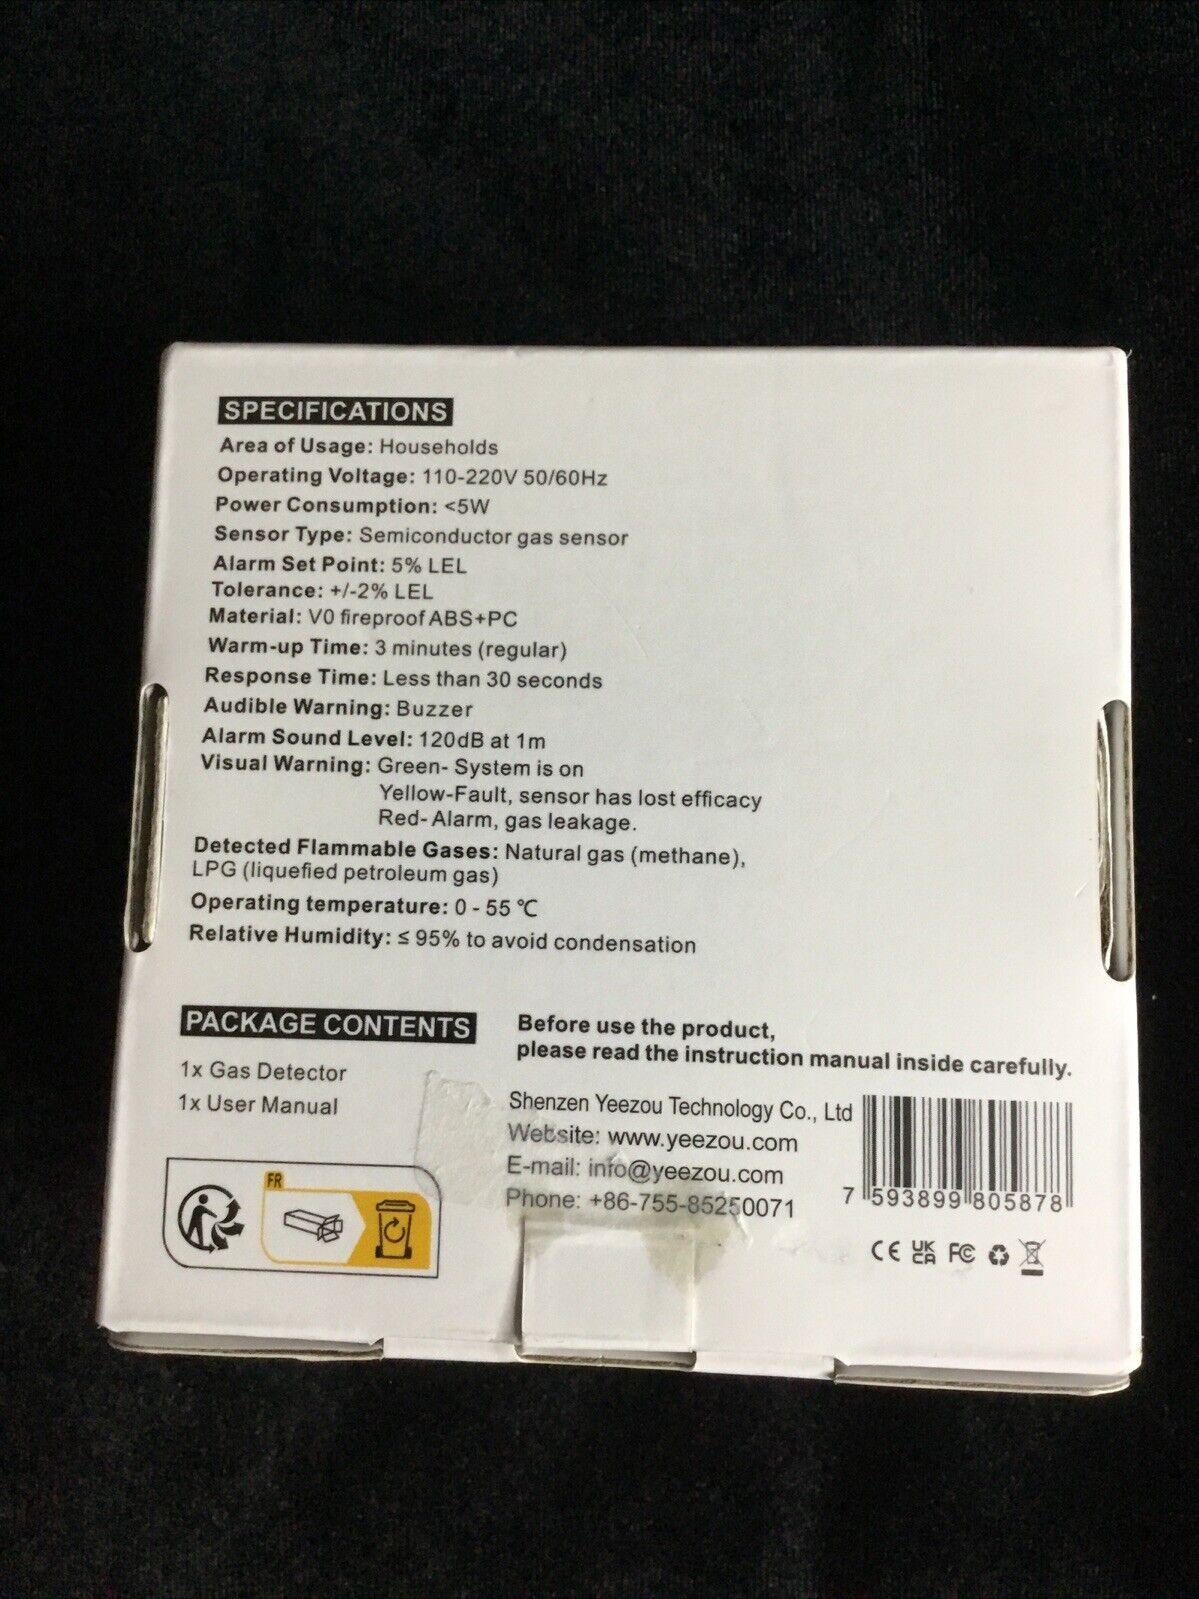 SPECIFICATIONS
Area of Usage: Households
Operating Voltage: 110-220V 50/60Hz
Power Consumption: <5W
Sensor Type: Semiconductor gas sensor
Alarm Set Point: 5% LEL
Tolerance: +/-2% LEL
Material: V0 fireproof ABS+PC
Warm-up Time: 3 minutes (regular)
Response Time: Less than 30 seconds
Audible Warning: Buzzer
Alarm Sound Level: 120dB at 1m
Visual Warning: Green- System is on
Yellow-Fault, sensor has lost efficacy
Red- Alarm, gas leakage.
Detected Flammable Gases: Natural gas (methane),
LPG (liquefied petroleum gas)
Operating temperature: 0 - 55 ℃
Relative Humidity: ≤ 95% to avoid condensation
PACKAGE CONTENTS
1x Gas Detector
1x User Manual
Before use the product,
please read the instruction manual inside carefully.
Shenzen Yeezou Technology Co., Ltd
Website: www.yeezou.com
E-mail: info@yeezou.com
Phone: +86-755-85250071
7 593899 805878
FR
CE UK CA FC